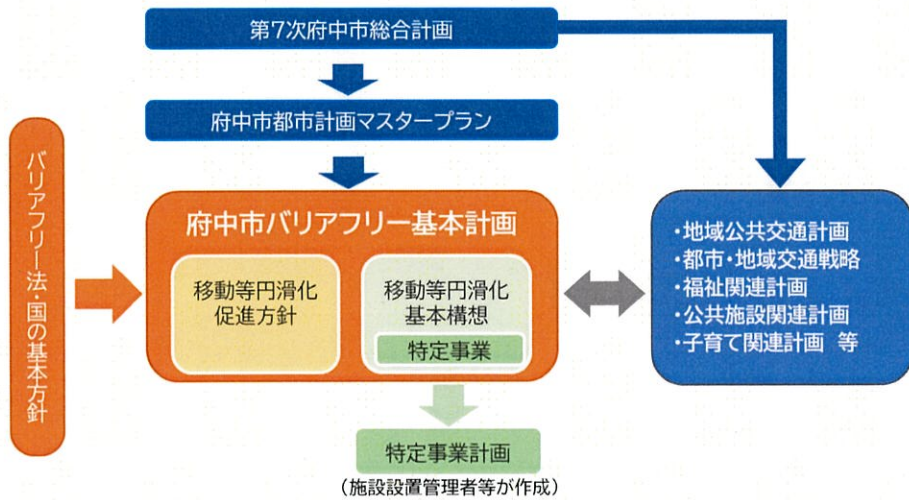 第7次府中市総合計画
府中市都市計画マスタープラン
バリアフリー法・国の基本方針
府中市バリアフリー基本計画
移動等円滑化
促進方針
移動等円滑化
基本構想
特定事業
・地域公共交通計画
・都市・地域交通戦略
・福祉関連計画
・公共施設関連計画
・子育て関連計画 等
特定事業計画
(施設設置管理者等が作成)